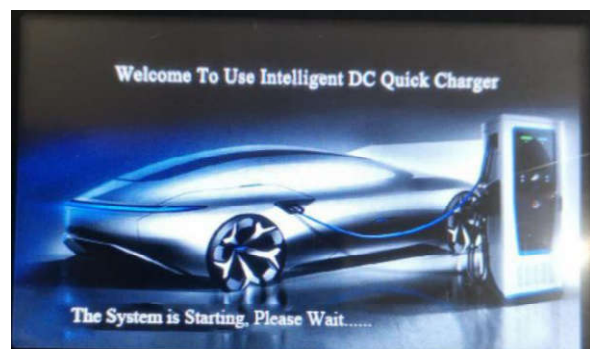 Welcome To Use Intelligent DC Quick Charger
The System is Starting, Please Wait......